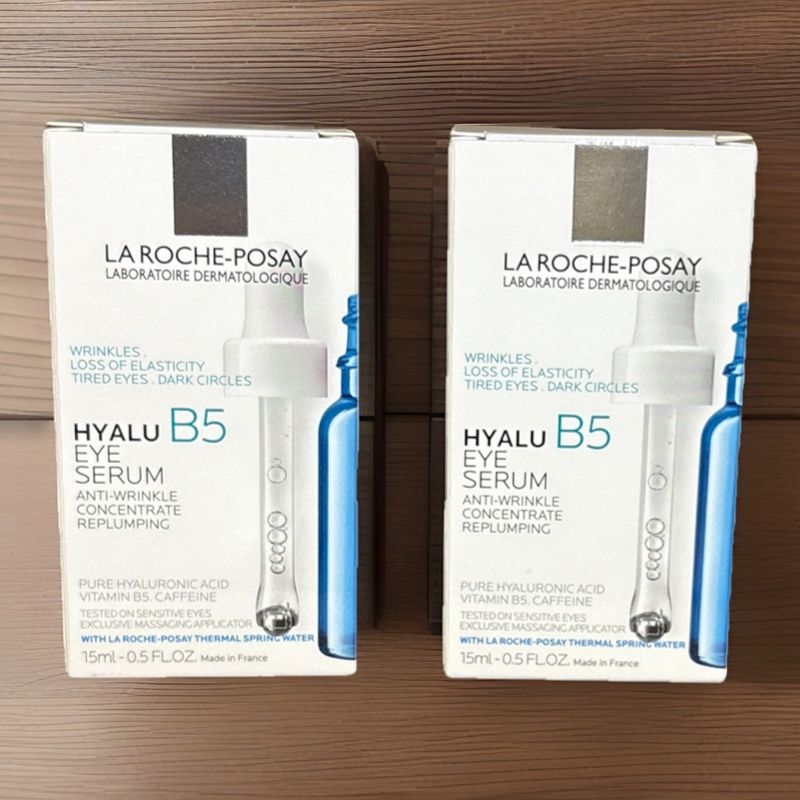 LA ROCHE-POSAY
LABORATOIRE DERMATOLOGIQUE
WRINKLES .
LOSS OF ELASTICITY
TIRED EYES . DARK CIRCLES
HYALU B5
EYE
SERUM
ANTI-WRINKLE
CONCENTRATE
REPLUMPING
PURE HYALURONIC ACID
VITAMIN B5. CAFFEINE
TESTED ON SENSITIVE EYES
EXCLUSIVE MASSAGING APPLICATOR
WITH LA ROCHE-POSAY THERMAL SPRING WATER
15ml - 0.5 FL.OZ. Made in France
LA ROCHE-POSAY
LABORATOIRE DERMATOLOGIQUE
WRINKLES .
LOSS OF ELASTICITY
TIRED EYES . DARK CIRCLES
HYALU B5
EYE
SERUM
ANTI-WRINKLE
CONCENTRATE
REPLUMPING
PURE HYALURONIC ACID
VITAMIN B5. CAFFEINE
TESTED ON SENSITIVE EYES
EXCLUSIVE MASSAGING APPLICATOR
WITH LA ROCHE-POSAY THERMAL SPRING WATER
15ml - 0.5 FL.OZ. Made in France